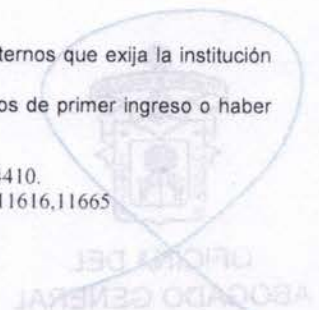 ternos que exija la institución
os de primer ingreso o haber
410.
11616,11665
OFICINA DEL
ABOGADO GENERAL